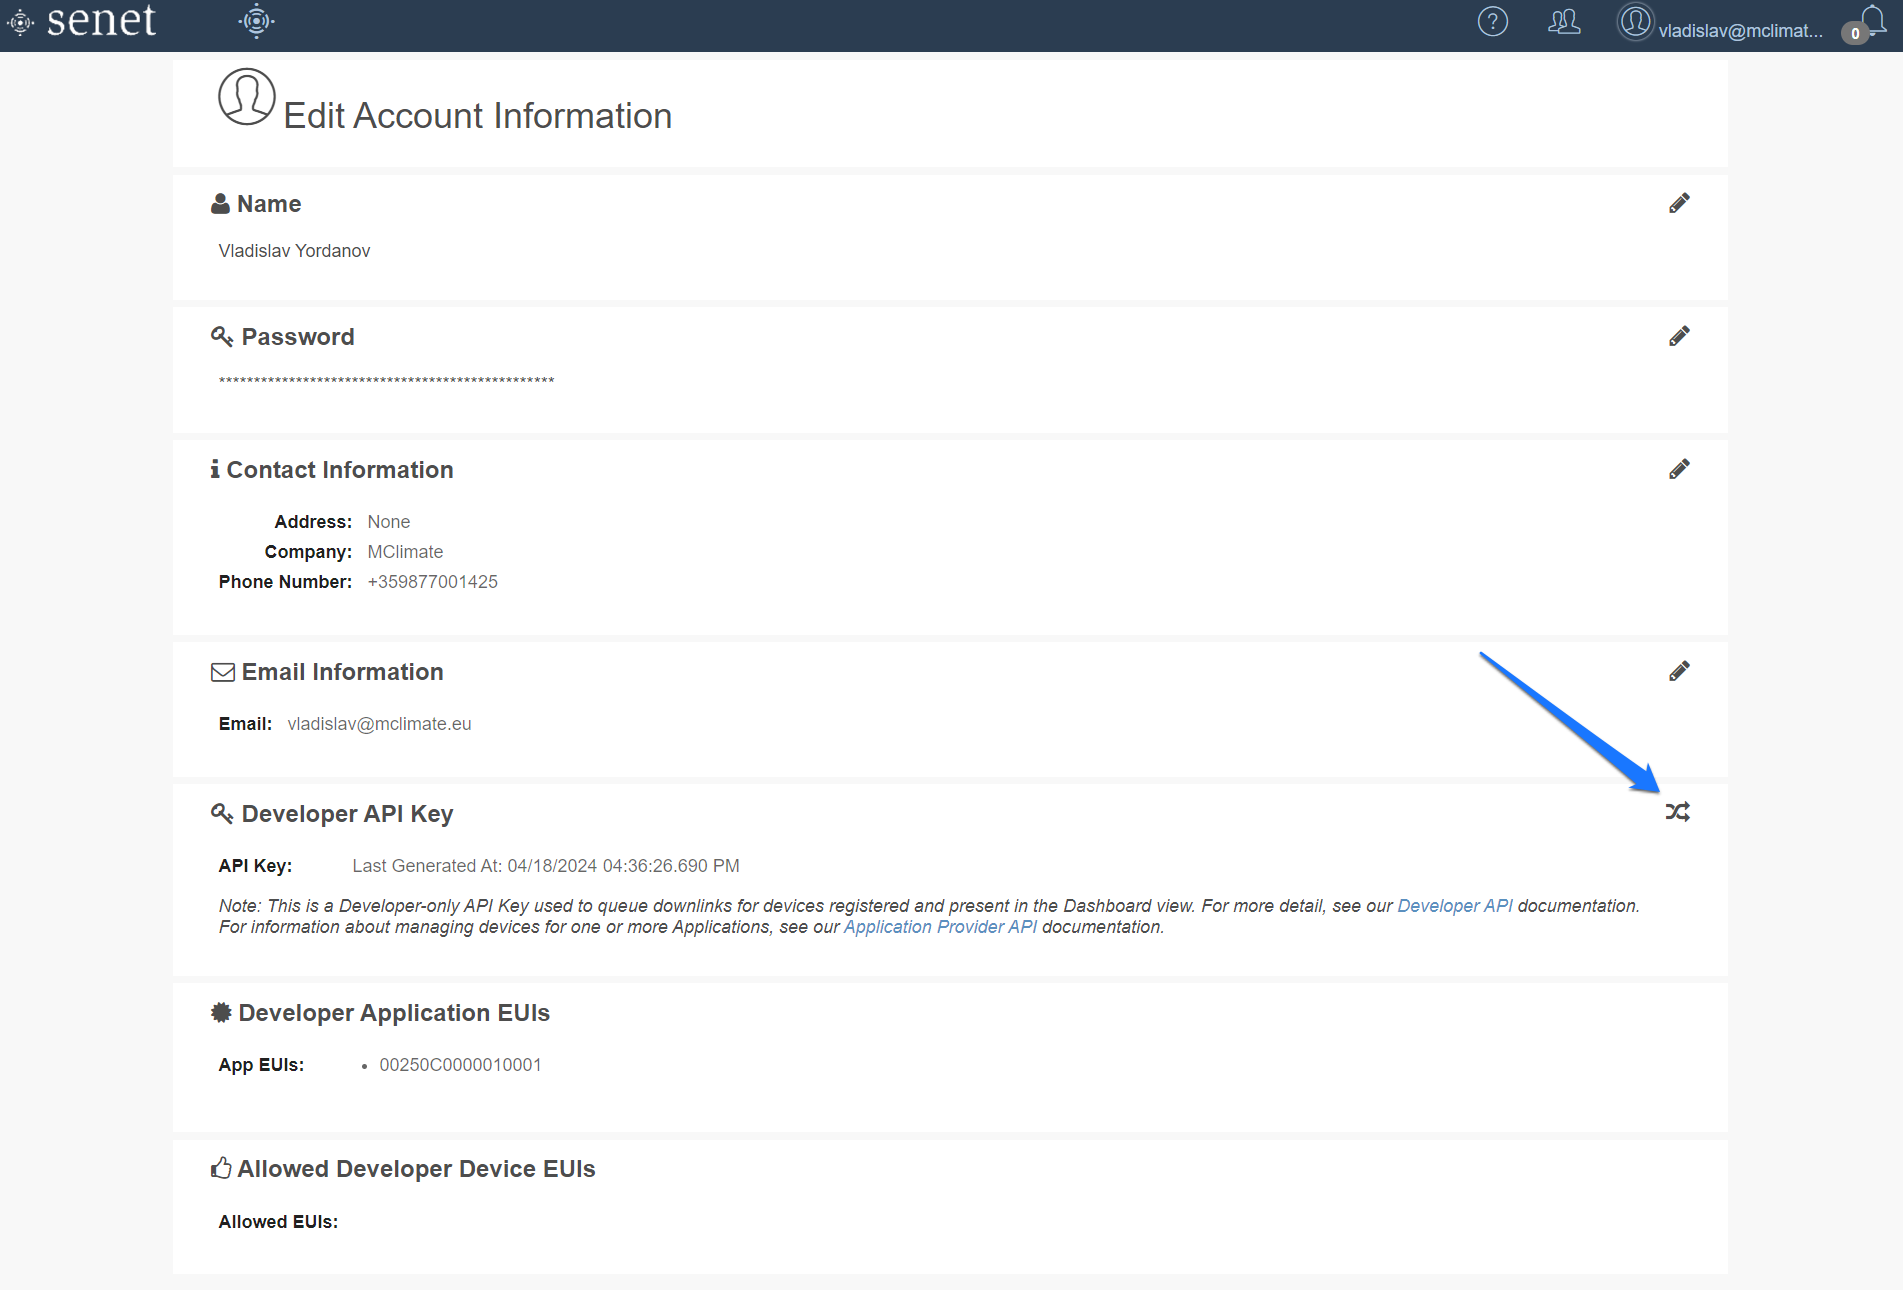 senet
?
vladislav@mclimat...
0
Edit Account Information
Name
Vladislav Yordanov
Password
************************************************
Contact Information
Address: None
Company: MClimate
Phone Number: +359877001425
Email Information
Email: vladislav@mclimate.eu
Developer API Key
API Key: Last Generated At: 04/18/2024 04:36:26.690 PM
Note: This is a Developer-only API Key used to queue downlinks for devices registered and present in the Dashboard view. For more detail, see our Developer API documentation.
For information about managing devices for one or more Applications, see our Application Provider API documentation.
Developer Application EUIs
App EUIs: • 00250C0000010001
Allowed Developer Device EUIs
Allowed EUIs: